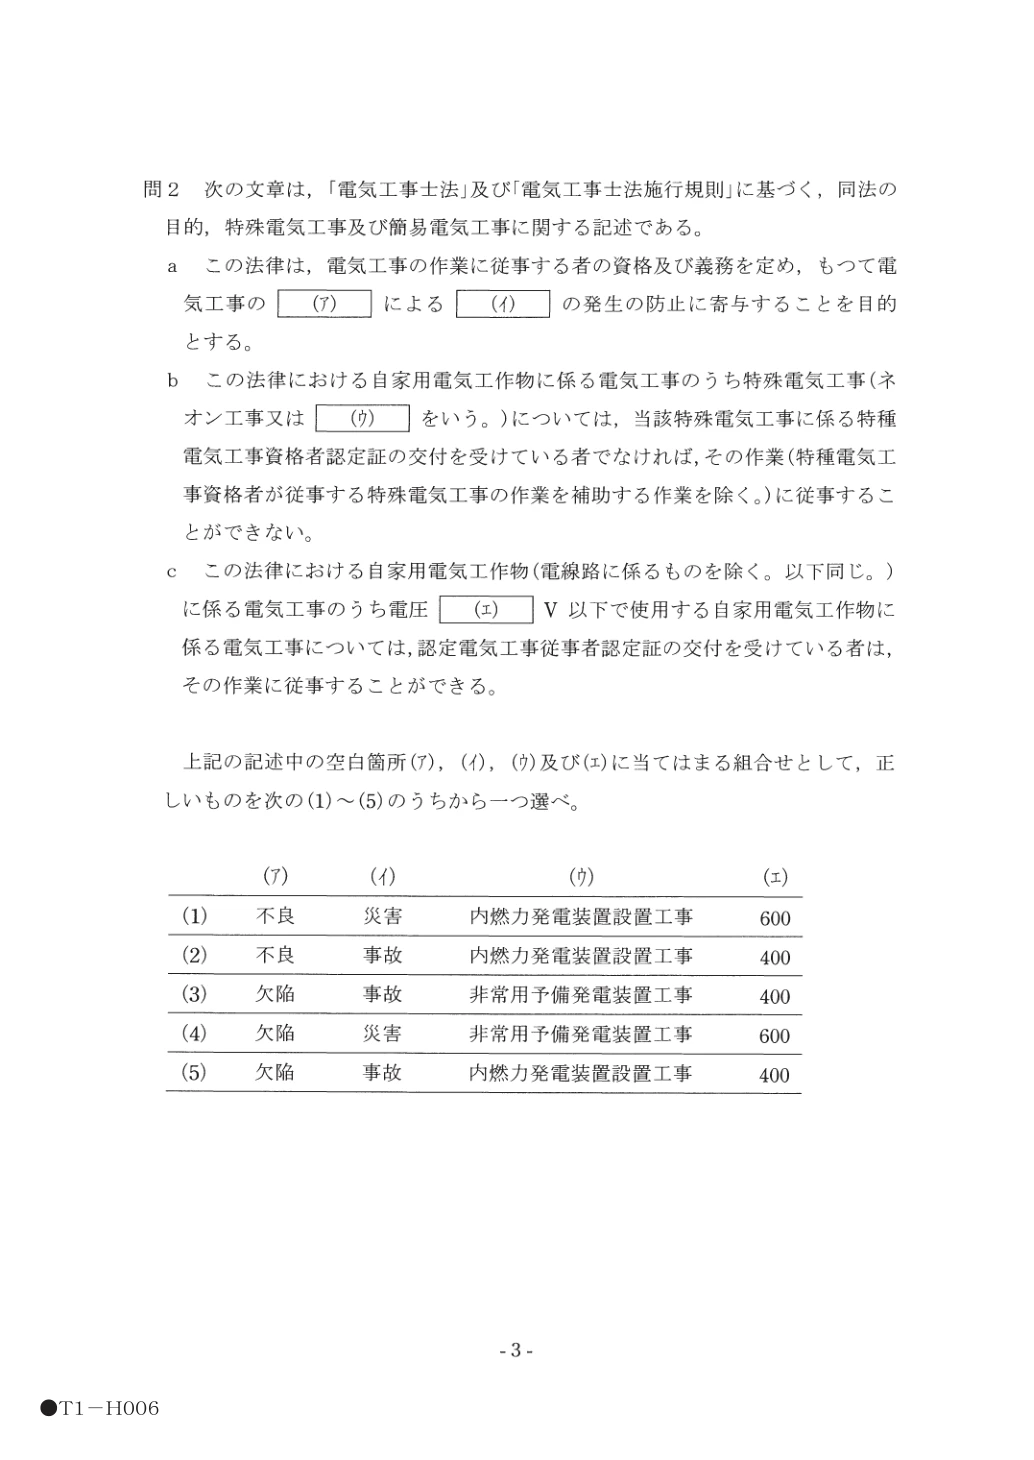 問２　次の文章は，「電気工事士法」及び「電気工事士法施行規則」に基づく，同法の
目的，特殊電気工事及び簡易電気工事に関する記述である。
a　この法律は，電気工事の作業に従事する者の資格及び義務を定め，もつて電
気工事の (ア) による (イ) の発生の防止に寄与することを目的
とする。
b　この法律における自家用電気工作物に係る電気工事のうち特殊電気工事(ネ
オン工事又は (ウ) をいう。)については，当該特殊電気工事に係る特種
電気工事資格者認定証の交付を受けている者でなければ，その作業(特種電気工
事資格者が従事する特殊電気工事の作業を補助する作業を除く。)に従事するこ
とができない。
c　この法律における自家用電気工作物(電線路に係るものを除く。以下同じ。)
に係る電気工事のうち電圧 (エ) V 以下で使用する自家用電気工作物に
係る電気工事については，認定電気工事従事者認定証の交付を受けている者は，
その作業に従事することができる。
上記の記述中の空白箇所(ア)，(イ)，(ウ)及び(エ)に当てはまる組合せとして，正
しいものを次の(1)～(5)のうちから一つ選べ。
(ア)　(イ)　(ウ)　(エ)
(1)　不良　災害　内燃力発電装置設置工事　600
(2)　不良　事故　内燃力発電装置設置工事　400
(3)　欠陥　事故　非常用予備発電装置工事　400
(4)　欠陥　災害　非常用予備発電装置工事　600
(5)　欠陥　事故　内燃力発電装置設置工事　400
- 3 -
●T1－H006